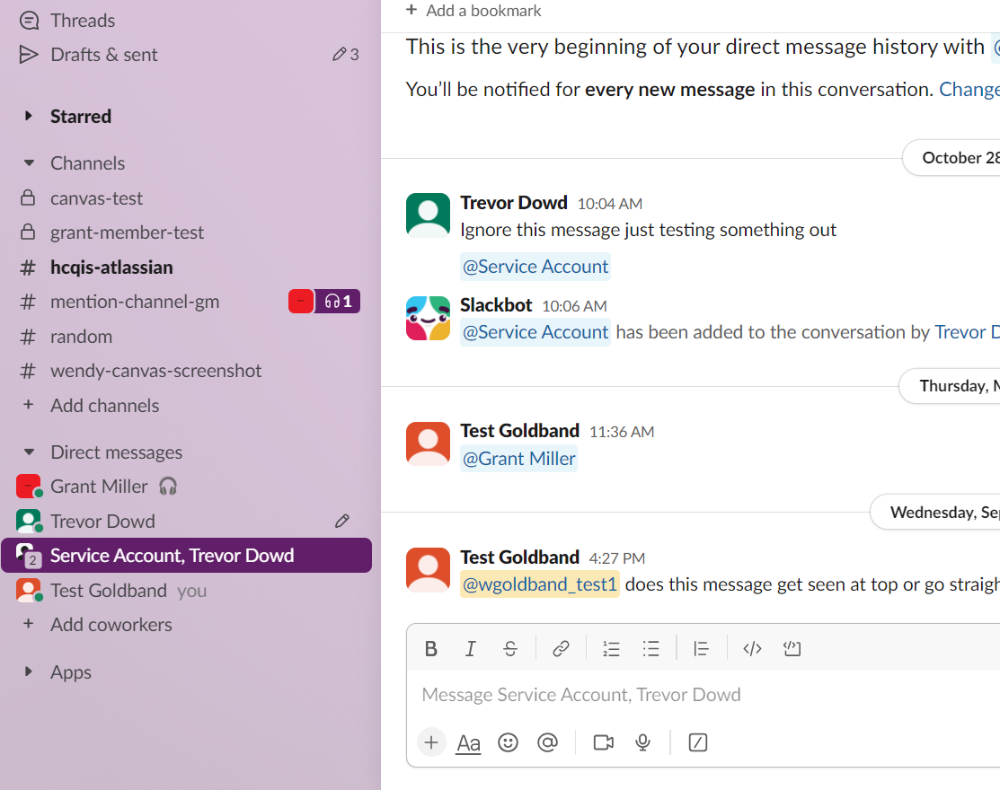 Threads
Drafts & sent 3
Starred
Channels
canvas-test
grant-member-test
hcqis-atlassian
mention-channel-gm 1
random
wendy-canvas-screenshot
+ Add channels
Direct messages
Grant Miller
Trevor Dowd
2 Service Account, Trevor Dowd
Test Goldband you
+ Add coworkers
Apps
+ Add a bookmark
This is the very beginning of your direct message history with @
You’ll be notified for every new message in this conversation. Change
October 28
Trevor Dowd 10:04 AM
Ignore this message just testing something out
@Service Account
Slackbot 10:06 AM
@Service Account has been added to the conversation by Trevor D
Thursday, M
Test Goldband 11:36 AM
@Grant Miller
Wednesday, Sep
Test Goldband 4:27 PM
@wgoldband_test1 does this message get seen at top or go straigh
B I S
Message Service Account, Trevor Dowd
+ Aa @